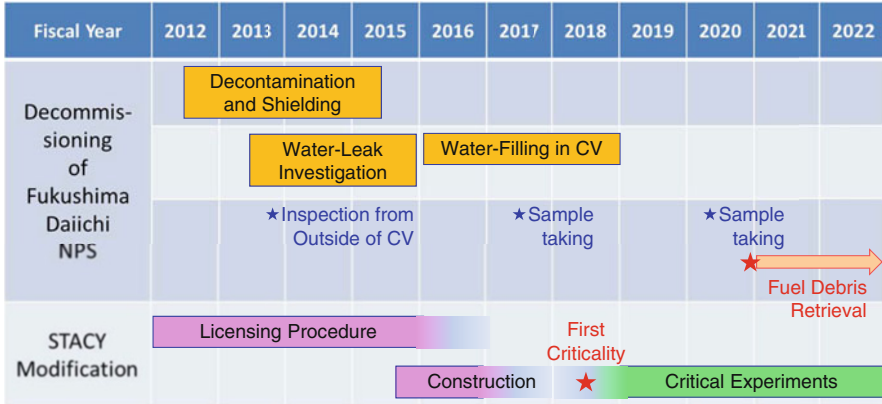 Fiscal Year 2012 2013 2014 2015 2016 2017 2018 2019 2020 2021 2022
Decommis-
sioning
of
Fukushima
Daiichi
NPS
Decontamination
and Shielding
Water-Leak
Investigation
Water-Filling in CV
★Inspection from
Outside of CV
★Sample
taking
★Sample
taking
Fuel Debris
Retrieval
STACY
Modification
Licensing Procedure
First
Criticality
Construction
Critical Experiments